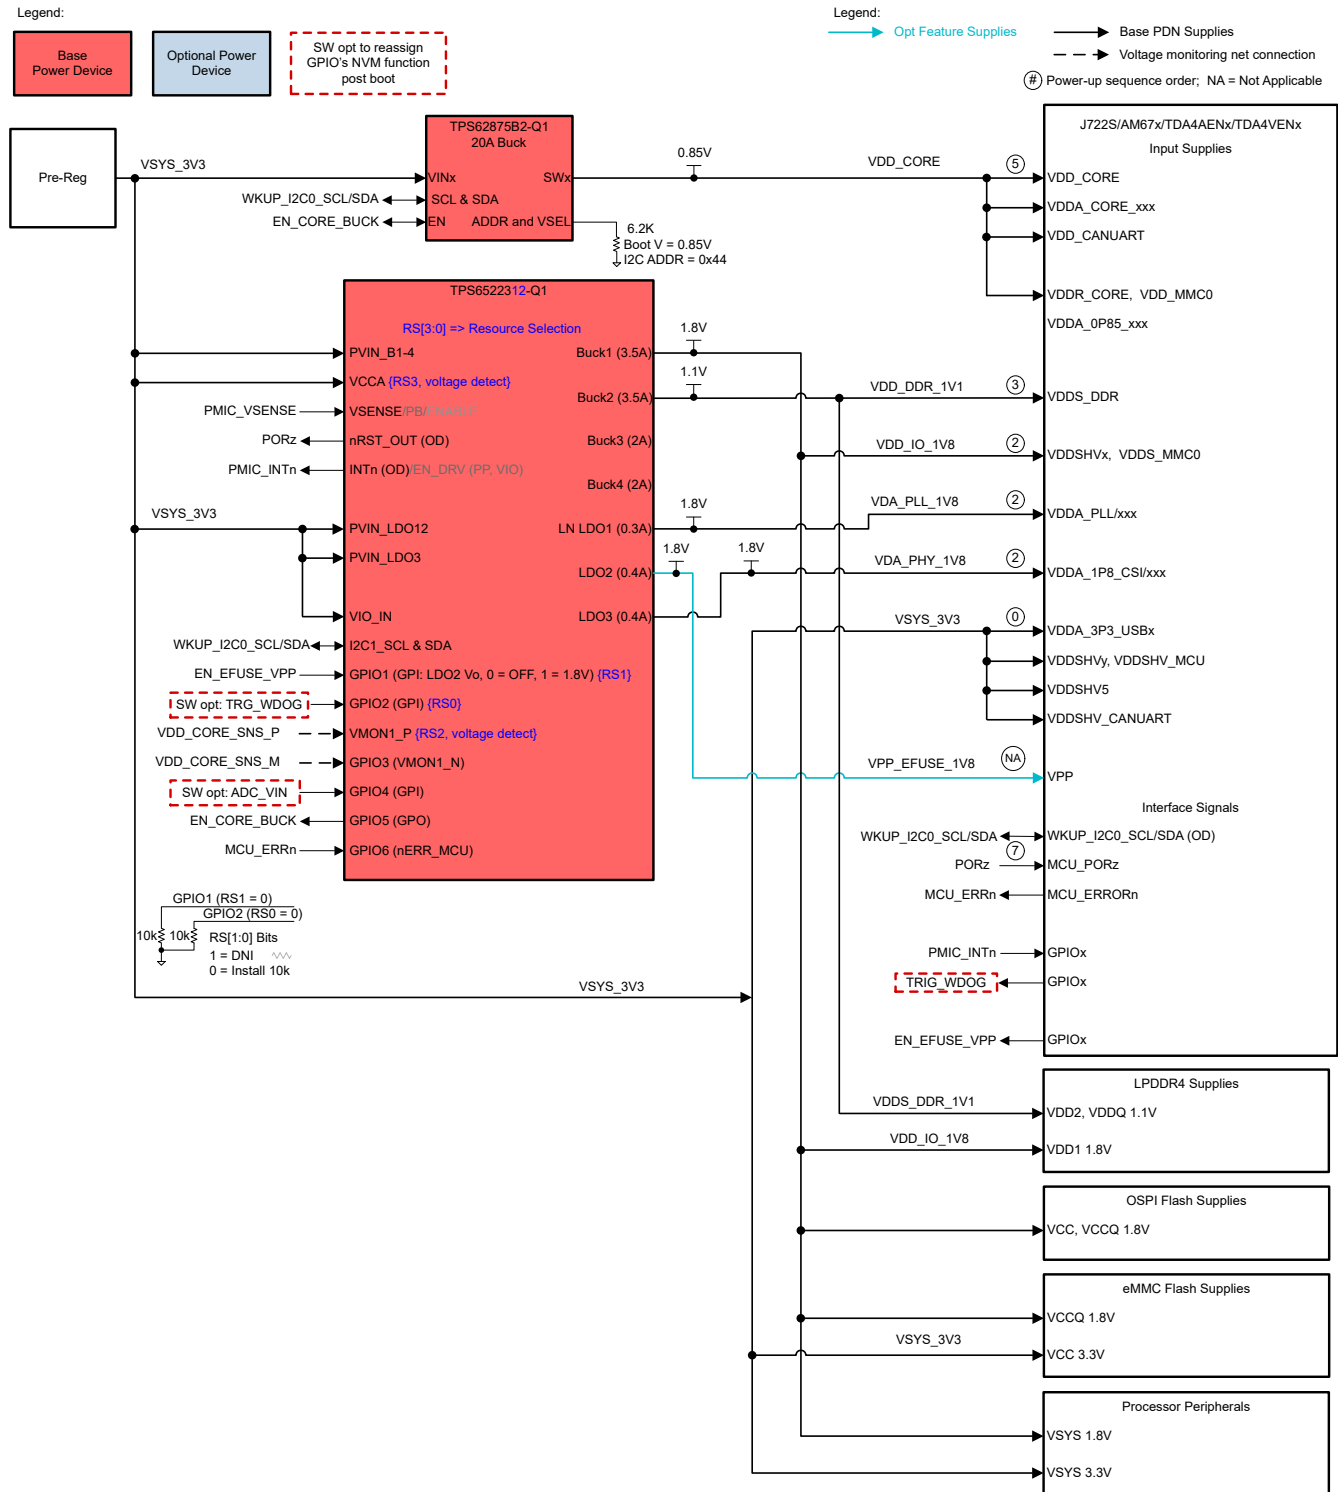 Legend:
Base
Power Device
Optional Power
Device
SW opt to reassign
GPIO's NVM function
post boot
Legend:
Opt Feature Supplies
Base PDN Supplies
Voltage monitoring net connection
# Power-up sequence order; NA = Not Applicable
Pre-Reg
VSYS_3V3
TPS62875B2-Q1
20A Buck
VINx
SWx
SCL & SDA
EN
ADDR and VSEL
WKUP_I2C0_SCL/SDA
EN_CORE_BUCK
6.2K
Boot V = 0.85V
I2C ADDR = 0x44
0.85V
VDD_CORE
5
J722S/AM67x/TDA4AENx/TDA4VENx
Input Supplies
VDD_CORE
VDDA_CORE_xxx
VDD_CANUART
VDDR_CORE, VDD_MMC0
VDDA_0P85_xxx
TPS6522312-Q1
RS[3:0] => Resource Selection
PVIN_B1-4
Buck1 (3.5A)
1.8V
VCCA {RS3, voltage detect}
Buck2 (3.5A)
1.1V
VDD_DDR_1V1
3
VDDS_DDR
PMIC_VSENSE
VSENSE/PB/ENABLE
PORz
nRST_OUT (OD)
Buck3 (2A)
VDD_IO_1V8
2
VDDSHVx, VDDS_MMC0
PMIC_INTn
INTn (OD)/EN_DRV (PP, VIO)
Buck4 (2A)
VSYS_3V3
PVIN_LDO12
LN LDO1 (0.3A)
1.8V
VDA_PLL_1V8
2
VDDA_PLL/xxx
PVIN_LDO3
LDO2 (0.4A)
1.8V
1.8V
VDA_PHY_1V8
2
VDDA_1P8_CSI/xxx
VIO_IN
LDO3 (0.4A)
VSYS_3V3
0
VDDA_3P3_USBx
WKUP_I2C0_SCL/SDA
I2C1_SCL & SDA
VDDSHVy, VDDSHV_MCU
EN_EFUSE_VPP
GPIO1 (GPI: LDO2 Vo, 0 = OFF, 1 = 1.8V) {RS1}
VDDSHV5
SW opt: TRG_WDOG
GPIO2 (GPI) {RS0}
VDDSHV_CANUART
VDD_CORE_SNS_P
VMON1_P {RS2, voltage detect}
VDD_CORE_SNS_M
GPIO3 (VMON1_N)
VPP_EFUSE_1V8
NA
VPP
SW opt: ADC_VIN
GPIO4 (GPI)
EN_CORE_BUCK
GPIO5 (GPO)
MCU_ERRn
GPIO6 (nERR_MCU)
Interface Signals
WKUP_I2C0_SCL/SDA
WKUP_I2C0_SCL/SDA (OD)
PORz
7
MCU_PORz
MCU_ERRn
MCU_ERRORn
PMIC_INTn
GPIOx
TRIG_WDOG
GPIOx
EN_EFUSE_VPP
GPIOx
GPIO1 (RS1 = 0)
GPIO2 (RS0 = 0)
10k
10k
RS[1:0] Bits
1 = DNI
0 = Install 10k
VSYS_3V3
LPDDR4 Supplies
VDDS_DDR_1V1
VDD2, VDDQ 1.1V
VDD_IO_1V8
VDD1 1.8V
OSPI Flash Supplies
VCC, VCCQ 1.8V
eMMC Flash Supplies
VCCQ 1.8V
VSYS_3V3
VCC 3.3V
Processor Peripherals
VSYS 1.8V
VSYS 3.3V